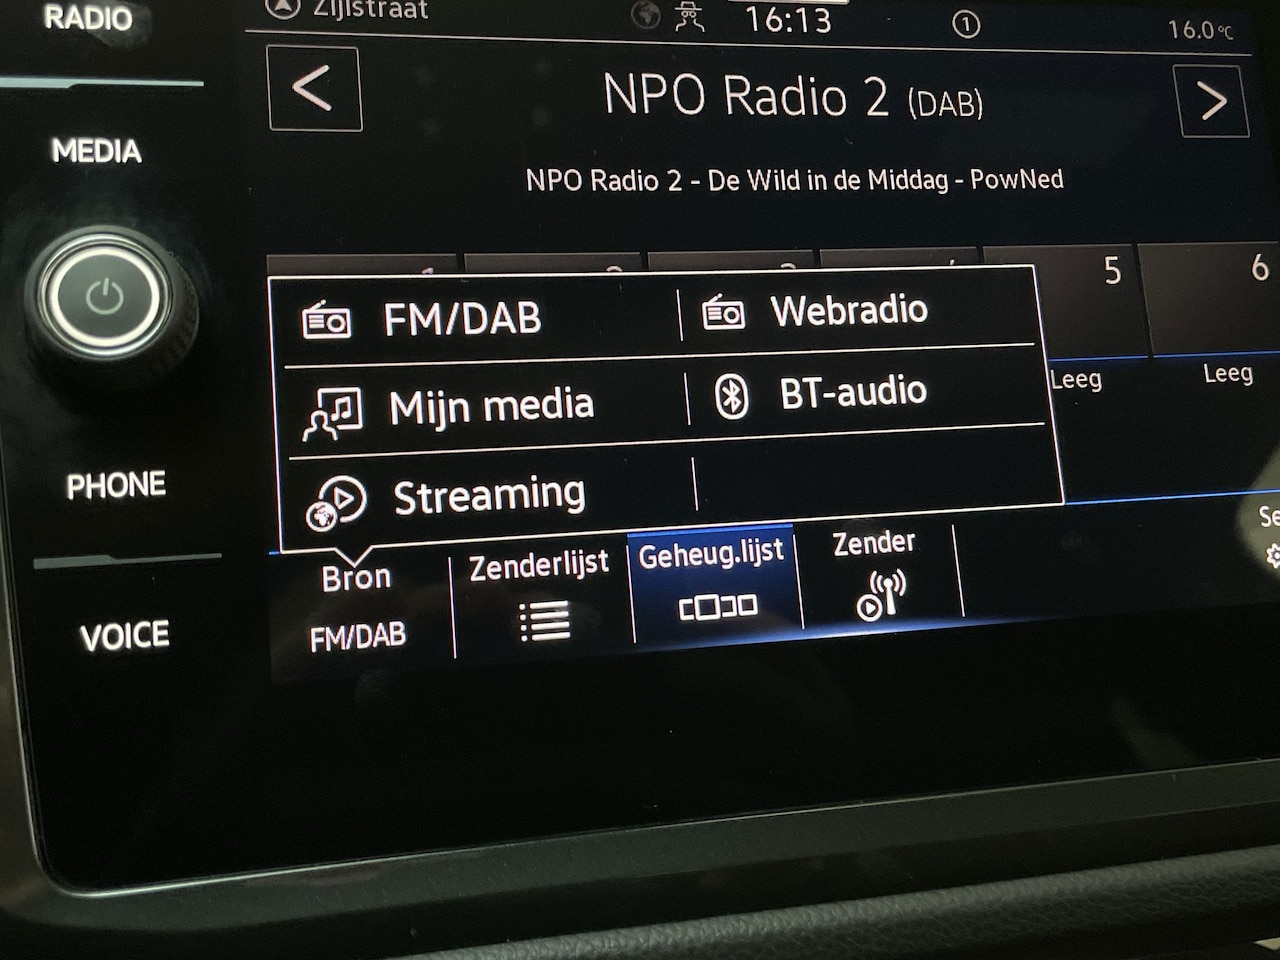 RADIO
Zijlstraat
16:13
1
16.0°C
MEDIA
<
NPO Radio 2 (DAB)
>
NPO Radio 2 - De Wild in de Middag - PowNed
5
6
FM/DAB
Webradio
Mijn media
BT-audio
Leeg
Leeg
Streaming
PHONE
Bron
Zenderlijst
Geheug.lijst
Zender
FM/DAB
VOICE